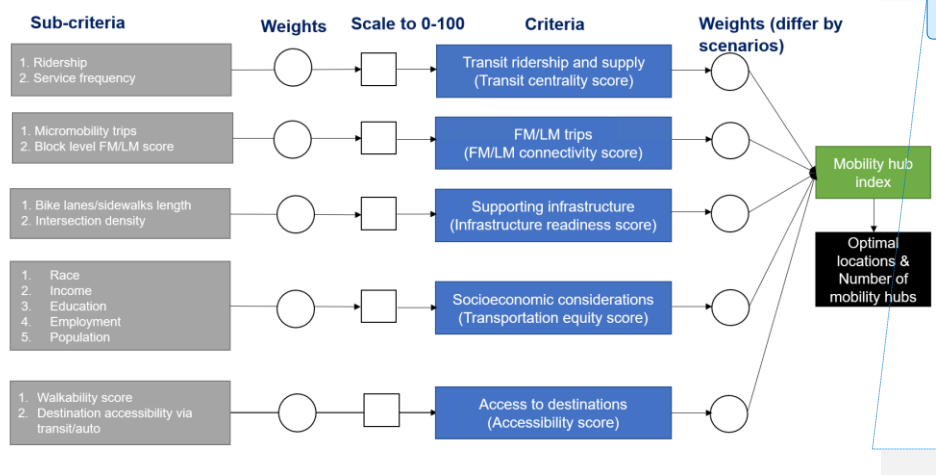 Sub-criteria
Weights
Scale to 0-100
Criteria
Weights (differ by
scenarios)
1. Ridership
2. Service frequency
Transit ridership and supply
(Transit centrality score)
1. Micromobility trips
2. Block level FM/LM score
FM/LM trips
(FM/LM connectivity score)
Mobility hub
index
1. Bike lanes/sidewalks length
2. Intersection density
Supporting infrastructure
(Infrastructure readiness score)
Optimal
locations &
Number of
mobility hubs
1. Race
2. Income
3. Education
4. Employment
5. Population
Socioeconomic considerations
(Transportation equity score)
1. Walkability score
2. Destination accessibility via
transit/auto
Access to destinations
(Accessibility score)